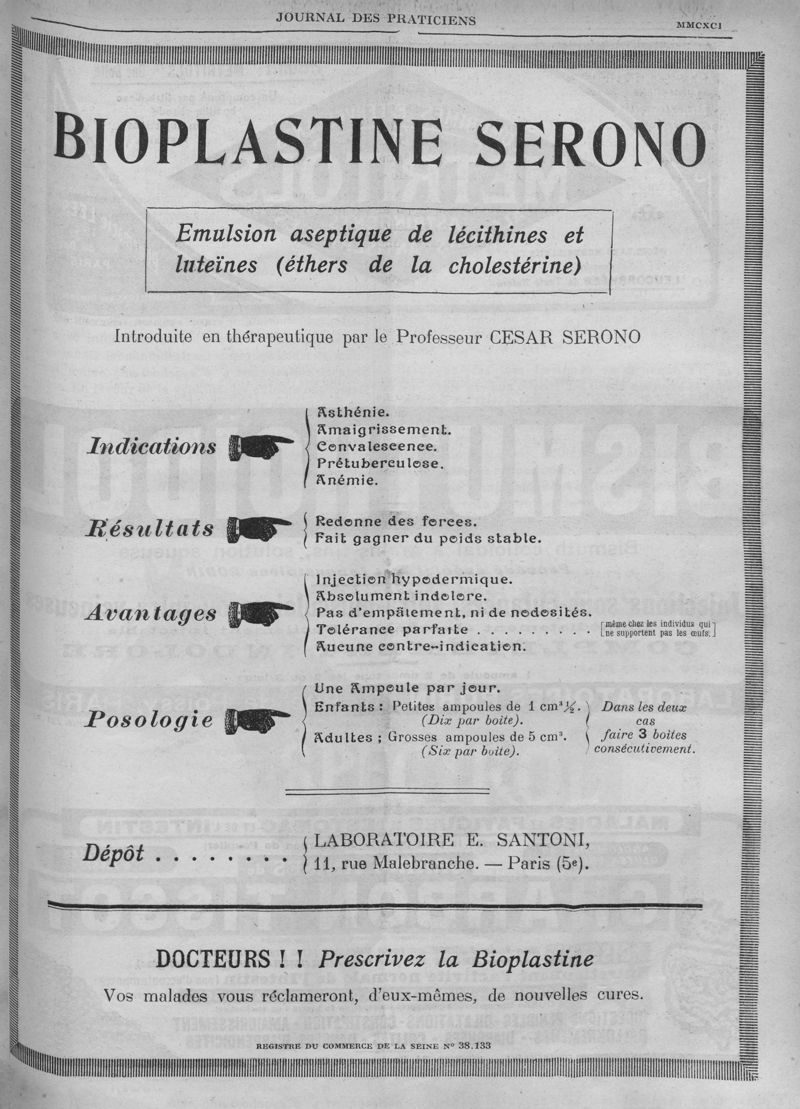 JOURNAL DES PRATICIENS
MMCXCI
BIOPLASTINE SERONO
Emulsion aseptique de lécithines et
luteïnes (éthers de la cholestérine)
Introduite en thérapeutique par le Professeur CESAR SERONO
Indications
Asthénie.
Amaigrissement.
Convalescence.
Prétuberculose.
Anémie.
Résultats
Redonne des forces.
Fait gagner du poids stable.
Avantages
Injection hypodermique.
Absolument indolore.
Pas d'empâtement, ni de nodosités.
Tolérance parfaite . . . . . . . . . [même chez les individus qui
ne supportent pas les œufs.]
Aucune contre-indication.
Posologie
Une Ampoule par jour.
Enfants : Petites ampoules de 1 cm³ ½.
(Dix par boite).
Adultes ; Grosses ampoules de 5 cm³.
(Six par boite).
Dans les deux
cas
faire 3 boites
consécutivement.
Dépôt . . . . . . . .
LABORATOIRE E. SANTONI,
11, rue Malebranche. — Paris (5e).
DOCTEURS ! ! Prescrivez la Bioplastine
Vos malades vous réclameront, d'eux-mêmes, de nouvelles cures.
REGISTRE DU COMMERCE DE LA SEINE N° 38.133